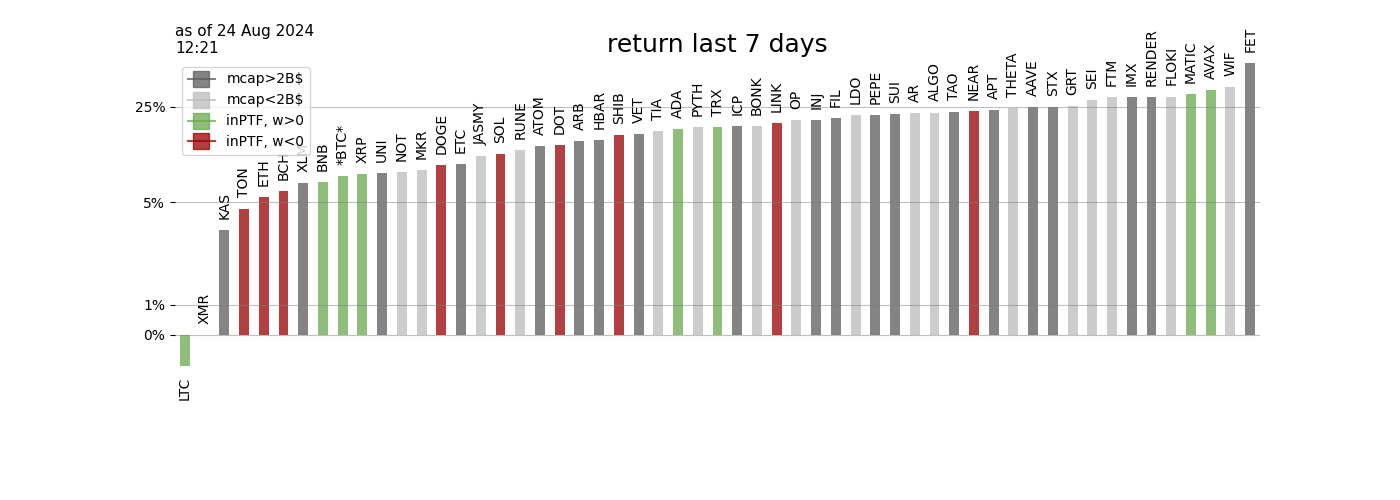 as of 24 Aug 2024
12:21
return last 7 days
mcap>2B$
mcap<2B$
inPTF, w>0
inPTF, w<0
25%
5%
1%
0%
LTC
XMR
KAS
TON
ETH
BCH
XLM
BNB
*BTC*
XRP
UNI
NOT
MKR
DOGE
ETC
JASMY
SOL
RUNE
ATOM
DOT
ARB
HBAR
SHIB
VET
TIA
ADA
PYTH
TRX
ICP
BONK
LINK
OP
INJ
FIL
LDO
PEPE
SUI
AR
ALGO
TAO
NEAR
APT
THETA
AAVE
STX
GRT
SEI
FTM
IMX
RENDER
FLOKI
MATIC
AVAX
WIF
FET